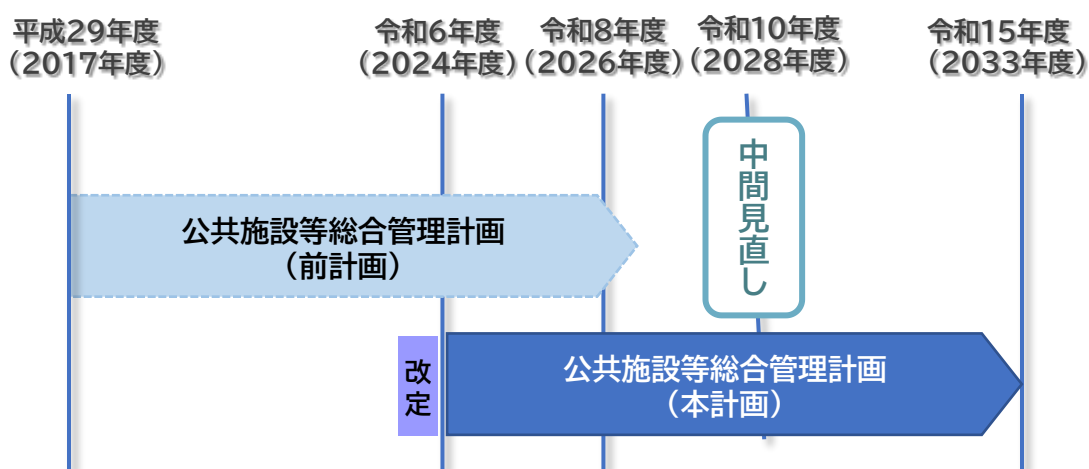 平成29年度
（2017年度）
令和6年度
（2024年度）
令和8年度
（2026年度）
令和10年度
（2028年度）
令和15年度
（2033年度）
中間見直し
公共施設等総合管理計画
（前計画）
改定
公共施設等総合管理計画
（本計画）